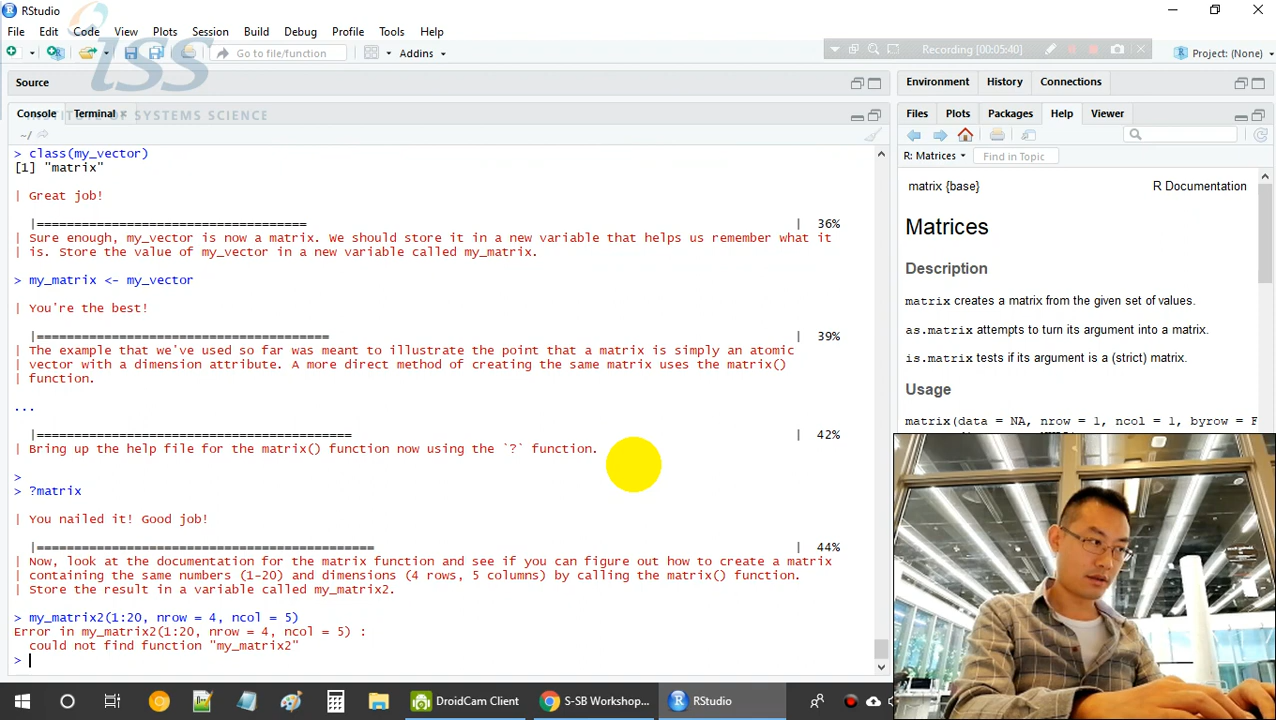 RStudio
File Edit Code View Plots Session Build Debug Profile Tools Help
Go to file/function Addins
Recording [00:05:40]
Project: (None)
iss
INSTITUTE OF SYSTEMS SCIENCE
Source
Console Terminal ×
~/
> class(my_vector)
[1] "matrix"
| Great job!
|==================================== | 36%
| Sure enough, my_vector is now a matrix. We should store it in a new variable that helps us remember what it
| is. Store the value of my_vector in a new variable called my_matrix.
> my_matrix <- my_vector
| You're the best!
|======================================= | 39%
| The example that we've used so far was meant to illustrate the point that a matrix is simply an atomic
| vector with a dimension attribute. A more direct method of creating the same matrix uses the matrix()
| function.
...
|========================================== | 42%
| Bring up the help file for the matrix() function now using the `?` function.
>
> ?matrix
| You nailed it! Good job!
|============================================= | 44%
| Now, look at the documentation for the matrix function and see if you can figure out how to create a matrix
| containing the same numbers (1-20) and dimensions (4 rows, 5 columns) by calling the matrix() function.
| Store the result in a variable called my_matrix2.
> my_matrix2(1:20, nrow = 4, ncol = 5)
Error in my_matrix2(1:20, nrow = 4, ncol = 5) :
could not find function "my_matrix2"
>
Environment History Connections
Files Plots Packages Help Viewer
R: Matrices Find in Topic
matrix {base} R Documentation
Matrices
Description
matrix creates a matrix from the given set of values.
as.matrix attempts to turn its argument into a matrix.
is.matrix tests if its argument is a (strict) matrix.
Usage
matrix(data = NA, nrow = 1, ncol = 1, byrow = F
DroidCam Client S-SB Workshop... RStudio